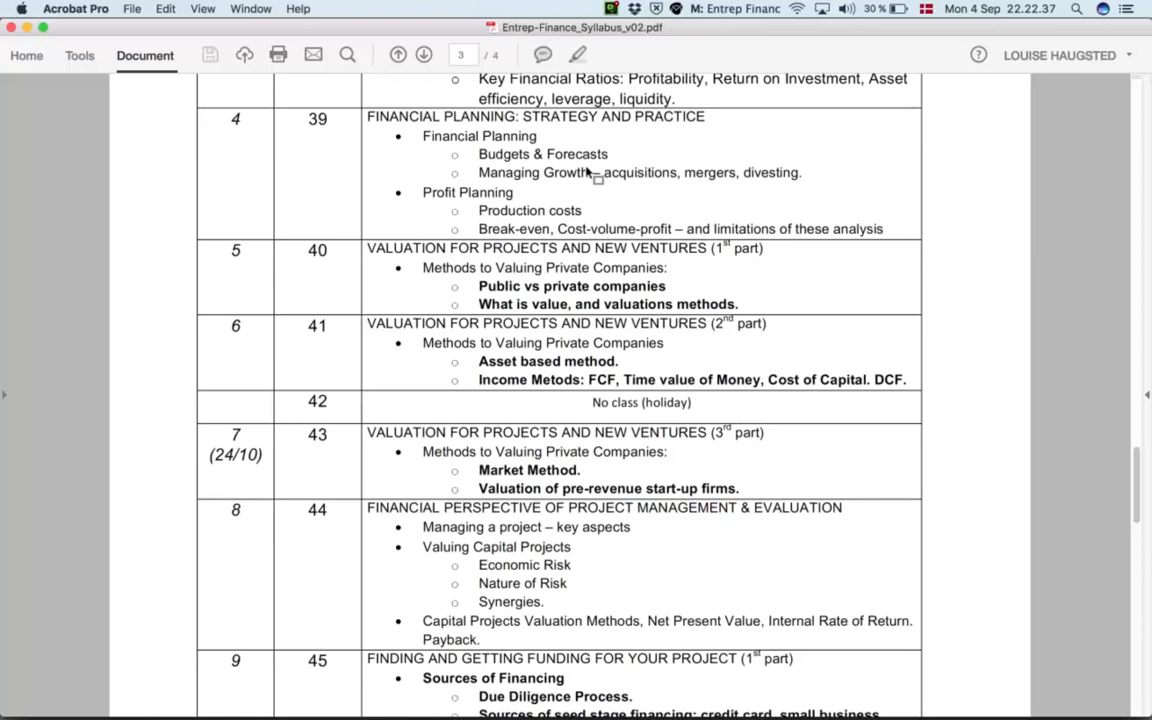 Acrobat Pro File Edit View Window Help M: Entrep Financ 30 % Mon 4 Sep 22.22.37
Entrep-Finance_Syllabus_v02.pdf
Home Tools Document 3 / 4 LOUISE HAUGSTED
Key Financial Ratios: Profitability, Return on Investment, Asset
efficiency, leverage, liquidity.
4 39 FINANCIAL PLANNING: STRATEGY AND PRACTICE
• Financial Planning
○ Budgets & Forecasts
○ Managing Growth – acquisitions, mergers, divesting.
• Profit Planning
○ Production costs
○ Break-even, Cost-volume-profit – and limitations of these analysis
5 40 VALUATION FOR PROJECTS AND NEW VENTURES (1st part)
• Methods to Valuing Private Companies:
○ Public vs private companies
○ What is value, and valuations methods.
6 41 VALUATION FOR PROJECTS AND NEW VENTURES (2nd part)
• Methods to Valuing Private Companies
○ Asset based method.
○ Income Metods: FCF, Time value of Money, Cost of Capital. DCF.
42 No class (holiday)
7 43 VALUATION FOR PROJECTS AND NEW VENTURES (3rd part)
(24/10) • Methods to Valuing Private Companies:
○ Market Method.
○ Valuation of pre-revenue start-up firms.
8 44 FINANCIAL PERSPECTIVE OF PROJECT MANAGEMENT & EVALUATION
• Managing a project – key aspects
• Valuing Capital Projects
○ Economic Risk
○ Nature of Risk
○ Synergies.
• Capital Projects Valuation Methods, Net Present Value, Internal Rate of Return.
Payback.
9 45 FINDING AND GETTING FUNDING FOR YOUR PROJECT (1st part)
• Sources of Financing
○ Due Diligence Process.
○ Sources of seed stage financing: credit card, small business